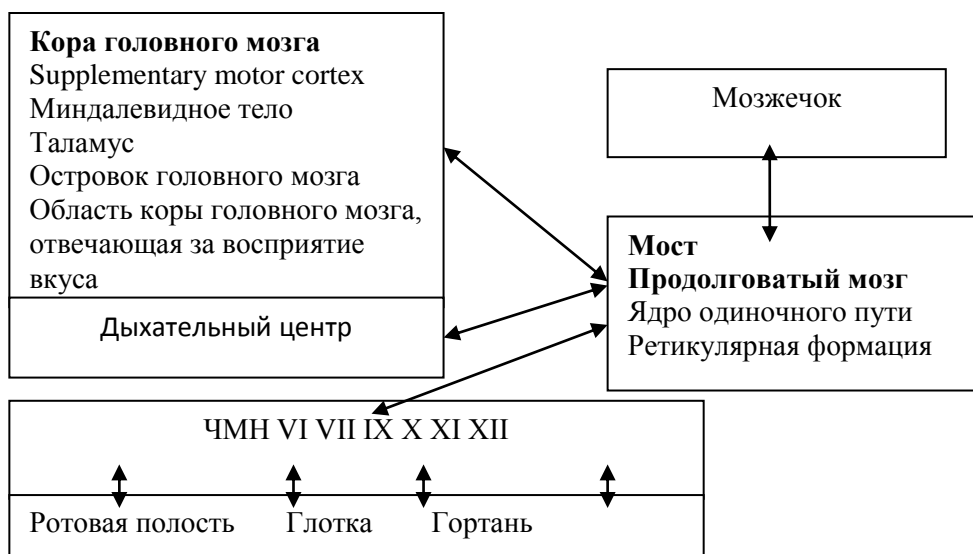 Кора головного мозга
Supplementary motor cortex
Миндалевидное тело
Таламус
Островок головного мозга
Область коры головного мозга,
отвечающая за восприятие
вкуса
Дыхательный центр
Мозжечок
Мост
Продолговатый мозг
Ядро одиночного пути
Ретикулярная формация
ЧМН VI VII IX X XI XII
Ротовая полость Глотка Гортань